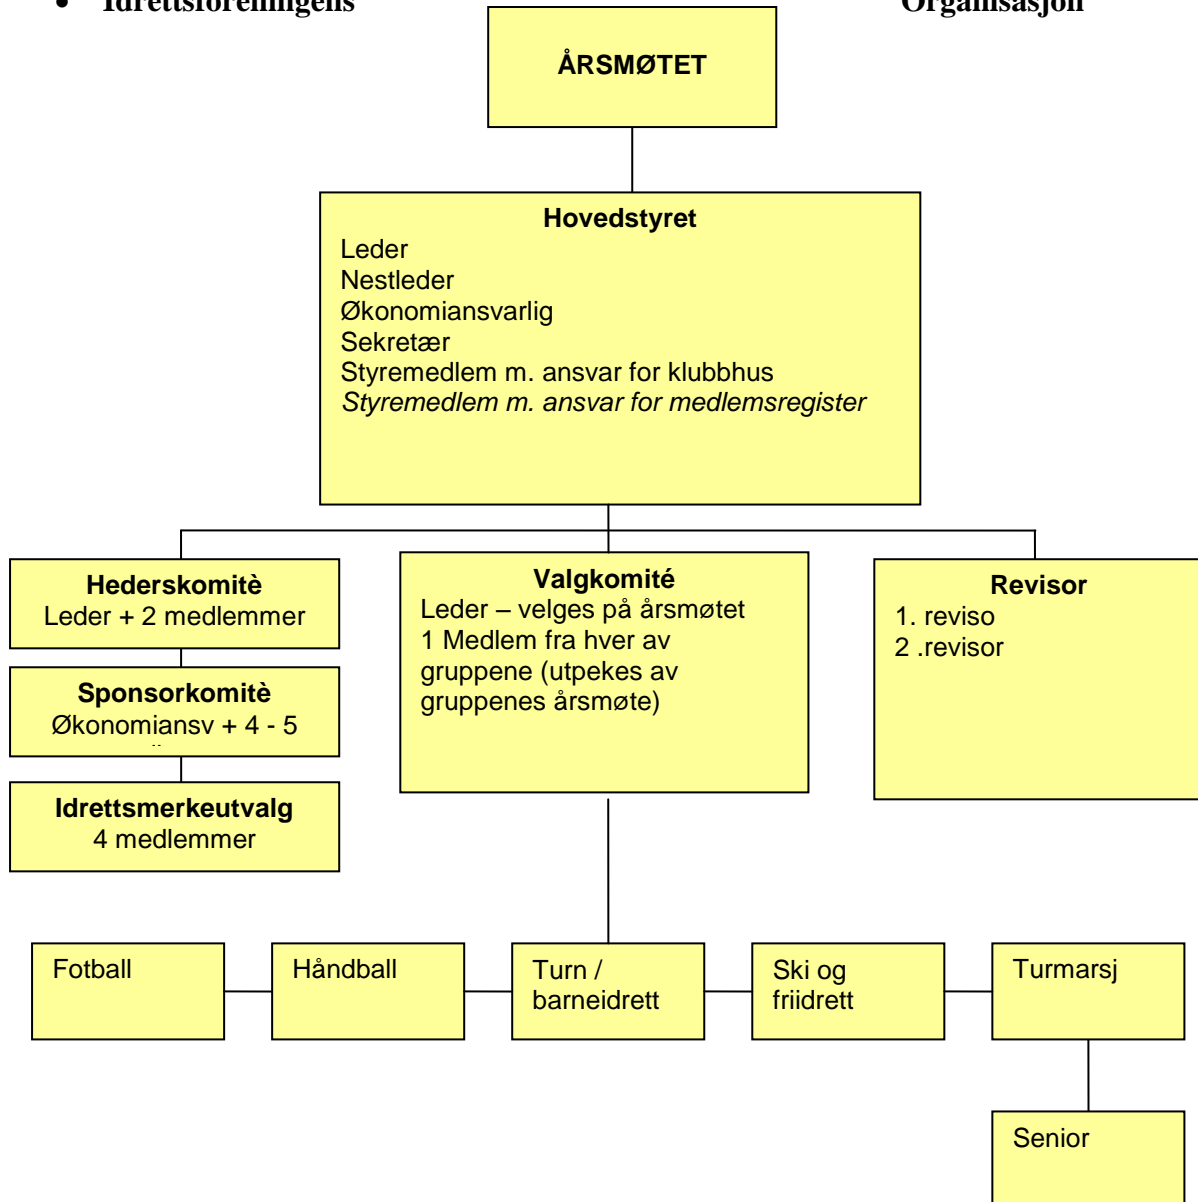 • Idrettsforeningens Organisasjon
ÅRSMØTET
Hovedstyret
Leder
Nestleder
Økonomiansvarlig
Sekretær
Styremedlem m. ansvar for klubbhus
Styremedlem m. ansvar for medlemsregister
Hederskomitè
Leder + 2 medlemmer
Sponsorkomitè
Økonomiansv + 4 - 5
Idrettsmerkeutvalg
4 medlemmer
Valgkomité
Leder – velges på årsmøtet
1 Medlem fra hver av
gruppene (utpekes av
gruppenes årsmøte)
Revisor
1. reviso
2 .revisor
Fotball
Håndball
Turn /
barneidrett
Ski og
friidrett
Turmarsj
Senior